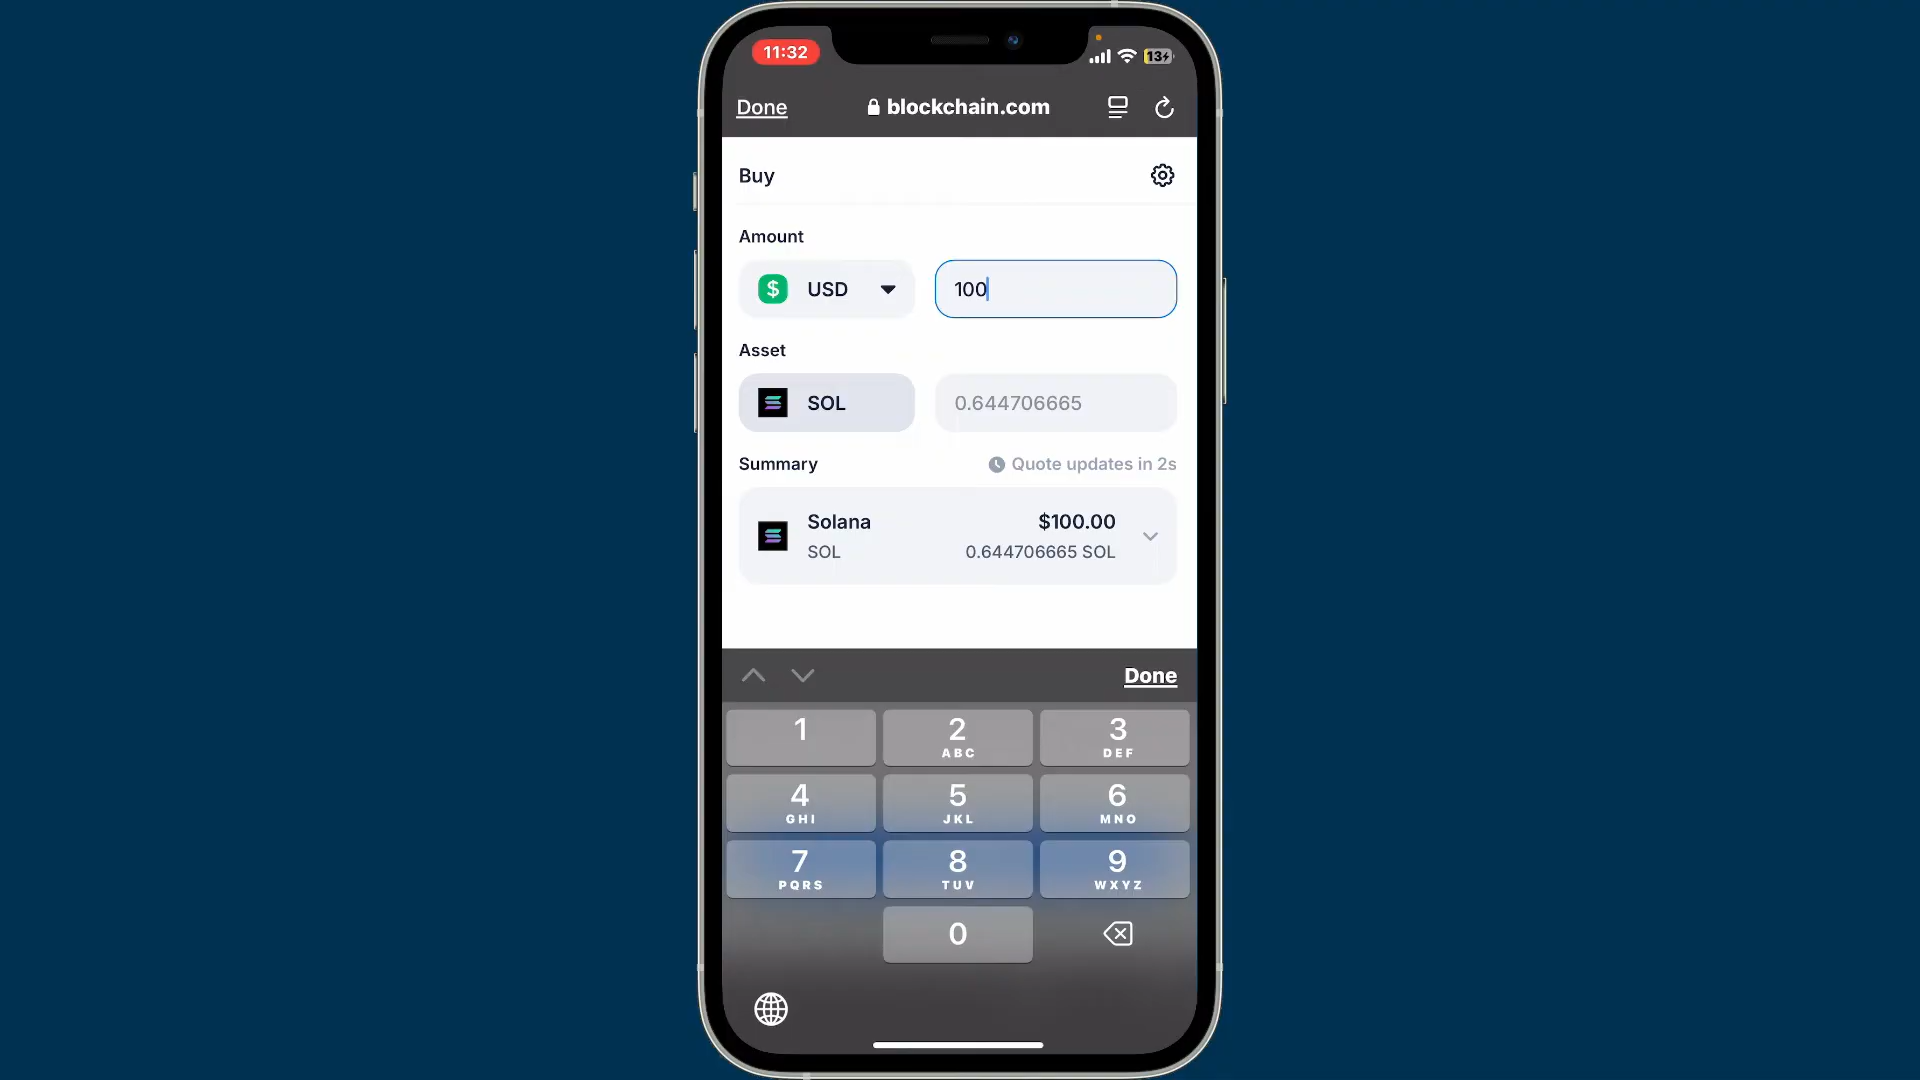 11:32
13
Done
blockchain.com
Buy
Amount
$ USD
100
Asset
SOL
0.644706665
Summary
Quote updates in 2s
Solana
$100.00
SOL
0.644706665 SOL
Done
1
2
3
ABC
DEF
4
5
6
GHI
JKL
MNO
7
8
9
PQRS
TUV
WXYZ
0